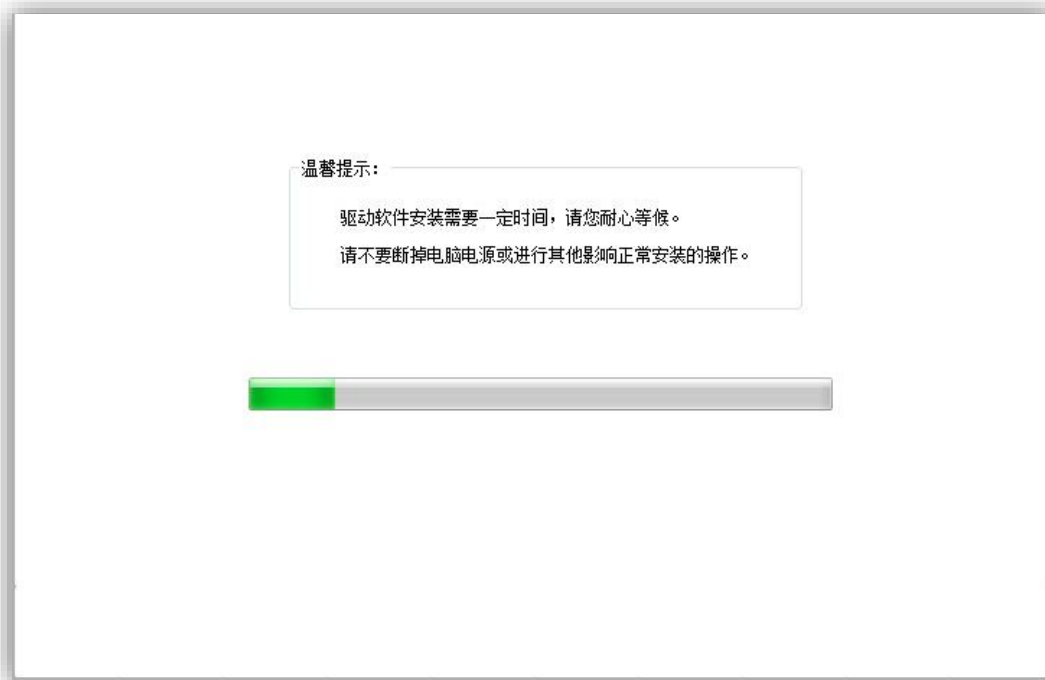 温馨提示：
驱动软件安装需要一定时间，请您耐心等候。
请不要断掉电脑电源或进行其他影响正常安装的操作。